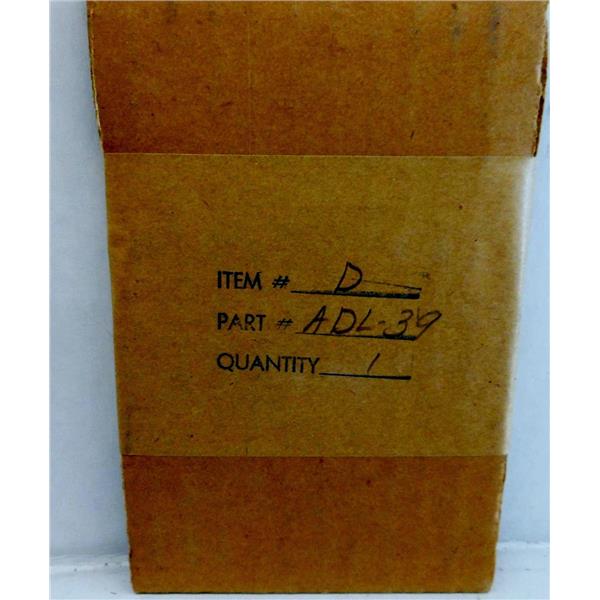 ITEM # D
PART # ADL-39
QUANTITY 1